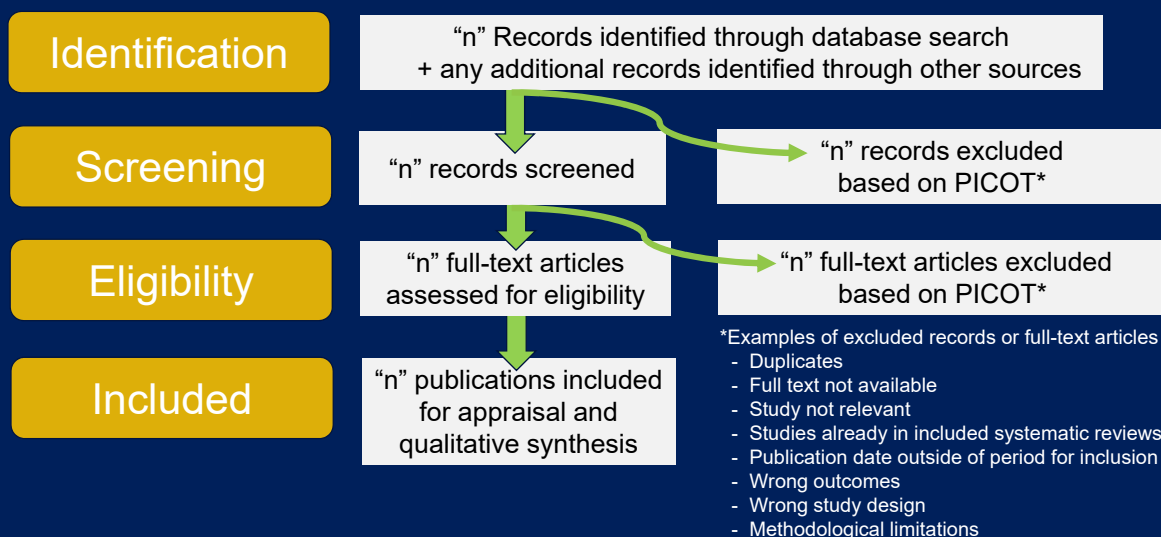 Identification
“n” Records identified through database search
+ any additional records identified through other sources
Screening
“n” records screened
“n” records excluded
based on PICOT*
Eligibility
“n” full-text articles
assessed for eligibility
“n” full-text articles excluded
based on PICOT*
Included
“n” publications included
for appraisal and
qualitative synthesis
*Examples of excluded records or full-text articles
- Duplicates
- Full text not available
- Study not relevant
- Studies already in included systematic reviews
- Publication date outside of period for inclusion
- Wrong outcomes
- Wrong study design
- Methodological limitations